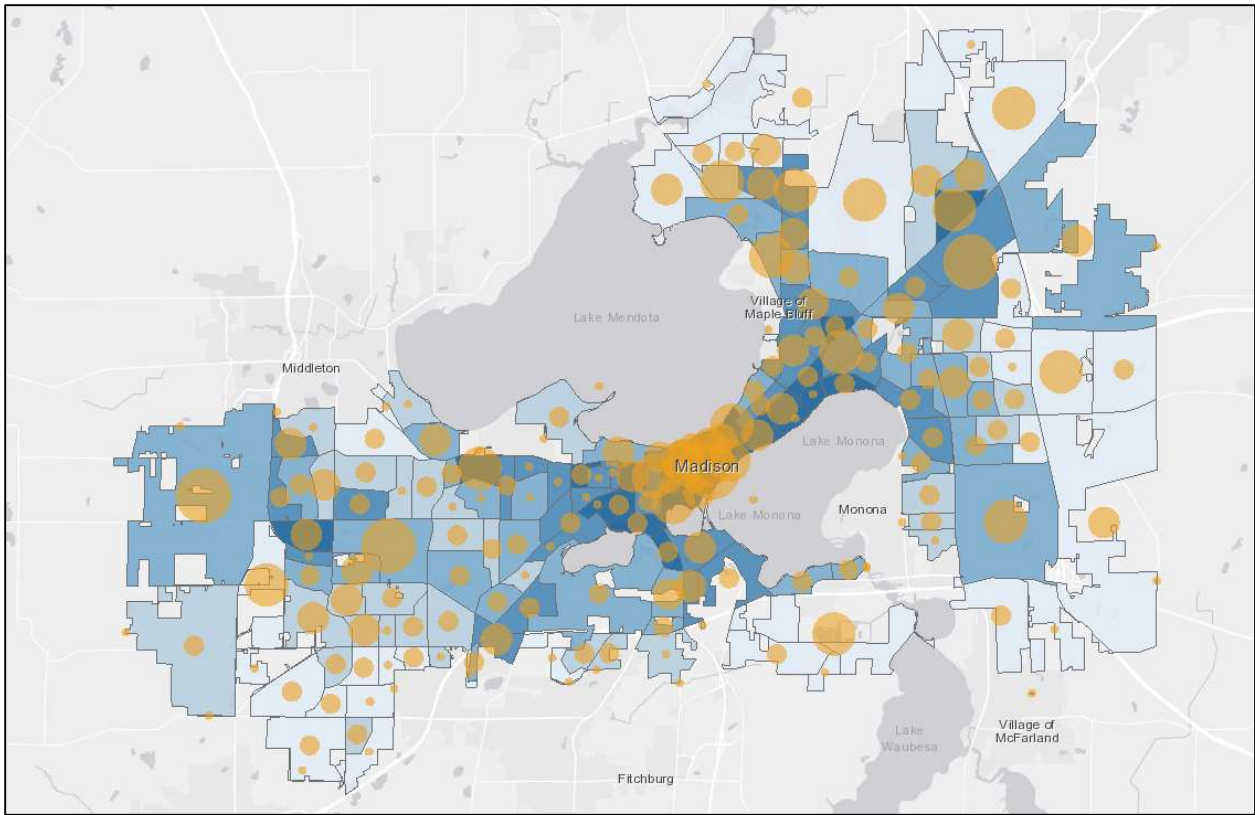 Lake Mendota
Village of
Maple Bluff
Middleton
Lake Monona
Madison
Lake Monona
Monona
Lake
Waubesa
Village of
McFarland
Fitchburg